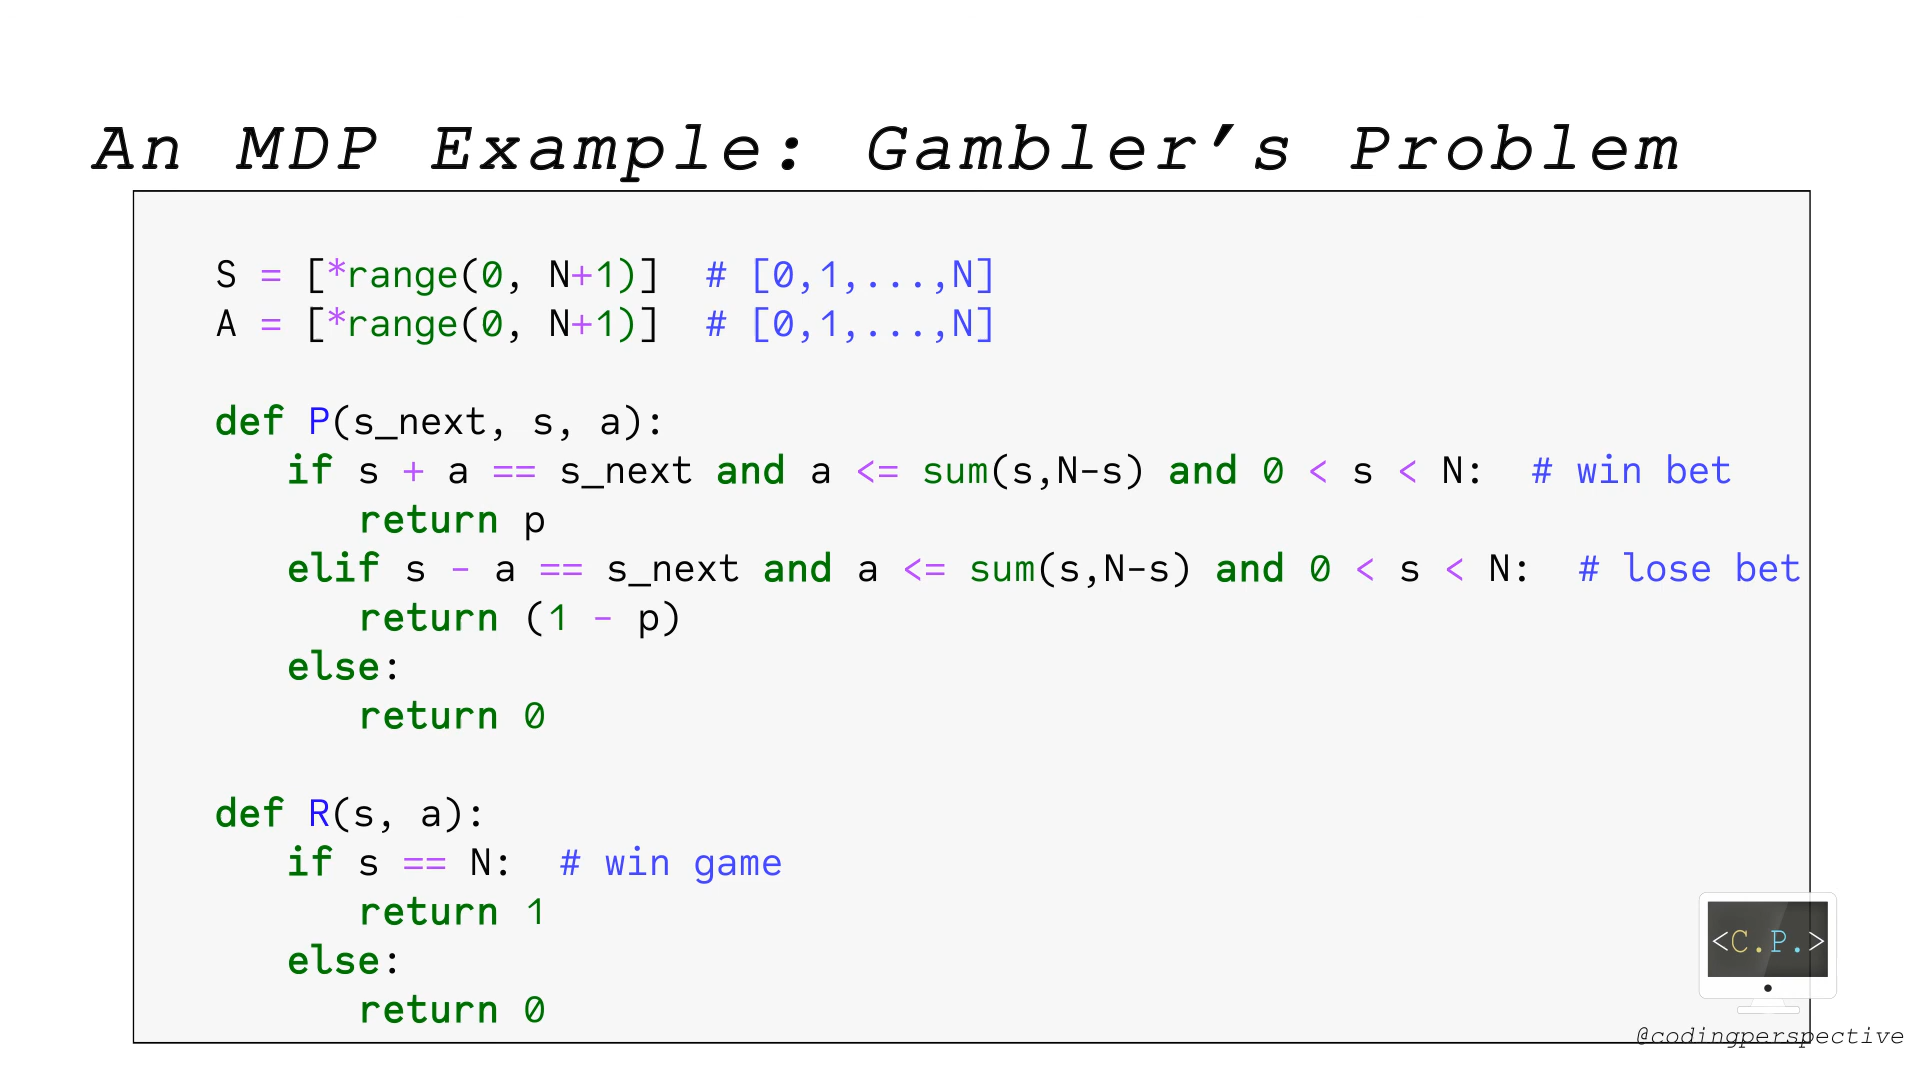 An MDP Example: Gambler’s Problem
S = [*range(0, N+1)]  # [0,1,...,N]
A = [*range(0, N+1)]  # [0,1,...,N]
def P(s_next, s, a):
if s + a == s_next and a <= sum(s,N-s) and 0 < s < N:  # win bet
return p
elif s - a == s_next and a <= sum(s,N-s) and 0 < s < N:  # lose bet
return (1 - p)
else:
return 0
def R(s, a):
if s == N:  # win game
return 1
else:
return 0
<C.P.>
@codingperspective